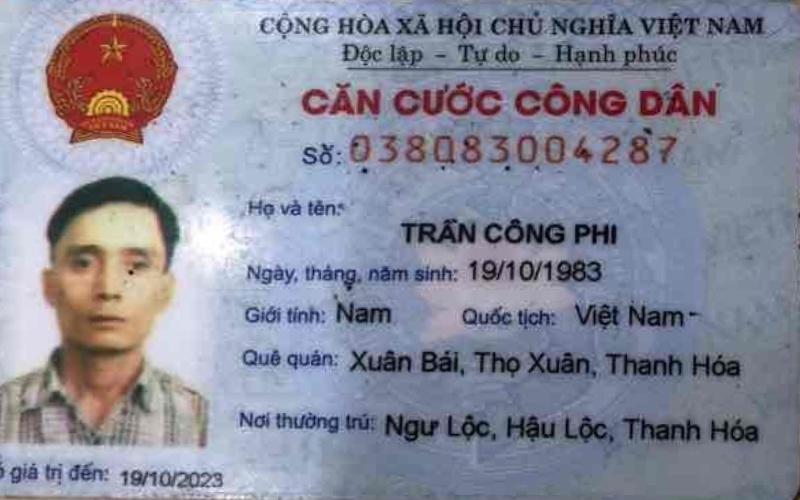 CỘNG HÒA XÃ HỘI CHỦ NGHĨA VIỆT NAM
Độc lập - Tự do - Hạnh phúc
CĂN CƯỚC CÔNG DÂN
Số: 038083004287
Họ và tên:
TRẦN CÔNG PHI
Ngày, tháng, năm sinh: 19/10/1983
Giới tính: Nam Quốc tịch: Việt Nam
Quê quán: Xuân Bái, Thọ Xuân, Thanh Hóa
Nơi thường trú: Ngư Lộc, Hậu Lộc, Thanh Hóa
giá trị đến: 19/10/2023